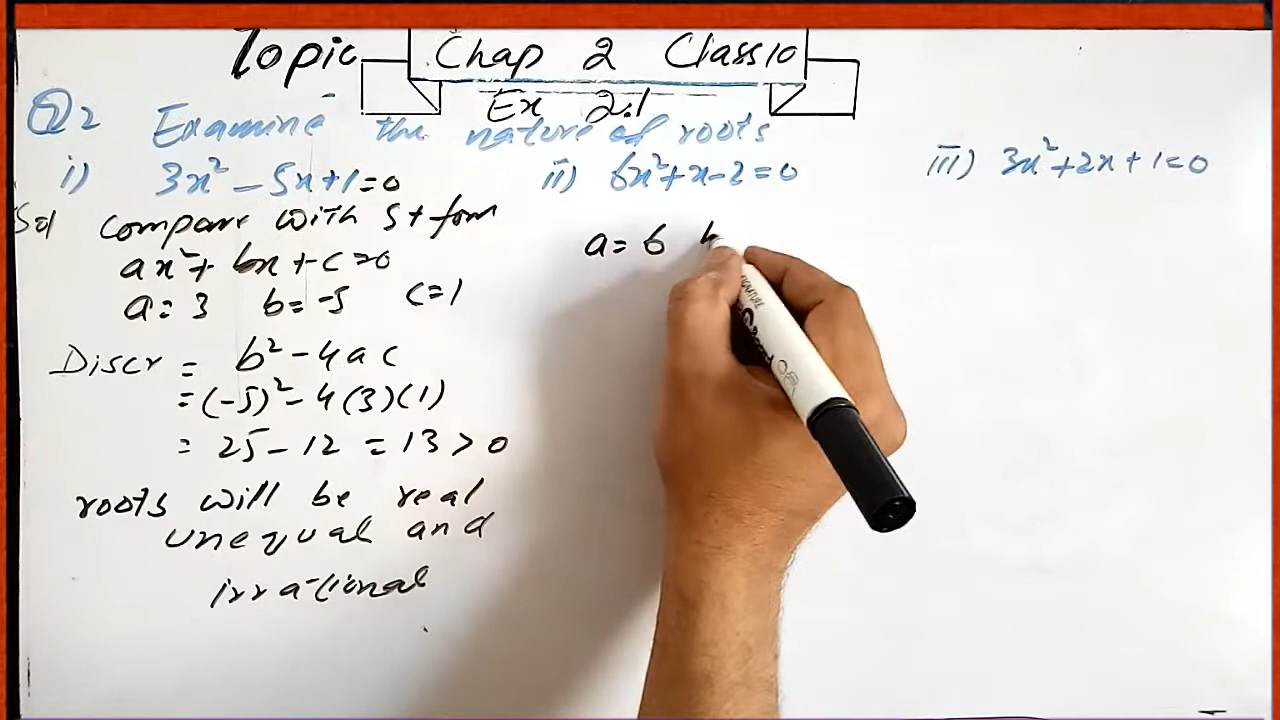 Topic Chap 2 Class 10
Ex 2.1
Q2 Examine the nature of roots
i) 3x² - 5x + 1 = 0
ii) 6x² + x - 2 = 0
iii) 3x² + 2x + 1 = 0
Sol compare with St form
ax² + bx + c = 0
a = 3 b = -5 c = 1
Discr = b² - 4ac
= (-5)² - 4(3)(1)
= 25 - 12 = 13 > 0
roots will be real
unequal and
irrational
a = 6